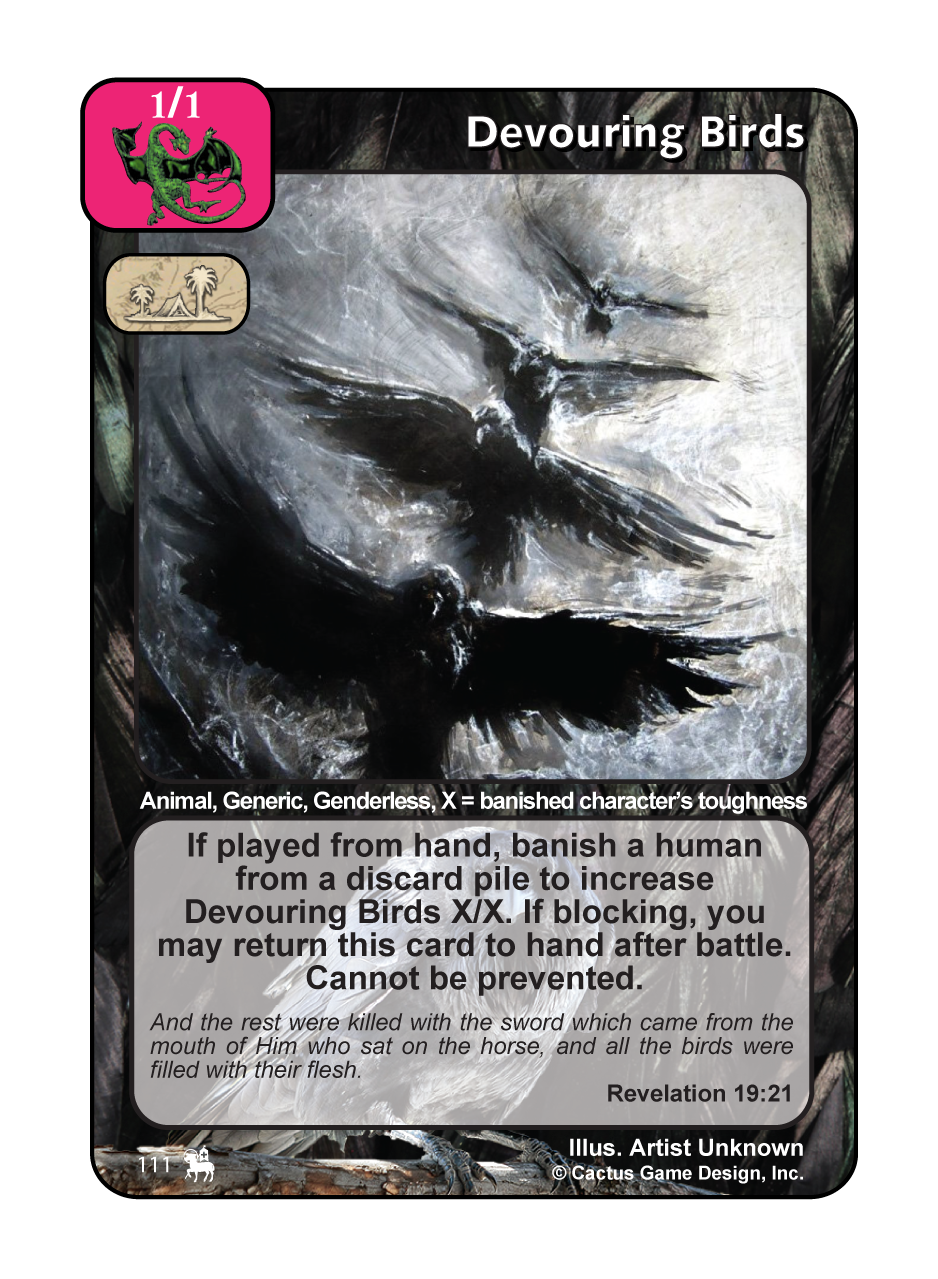 1/1
Devouring Birds
Animal, Generic, Genderless, X = banished character's toughness
If played from hand, banish a human
from a discard pile to increase
Devouring Birds X/X. If blocking, you
may return this card to hand after battle.
Cannot be prevented.
And the rest were killed with the sword which came from the
mouth of Him who sat on the horse, and all the birds were
filled with their flesh.
Revelation 19:21
Illus. Artist Unknown
111
© Cactus Game Design, Inc.